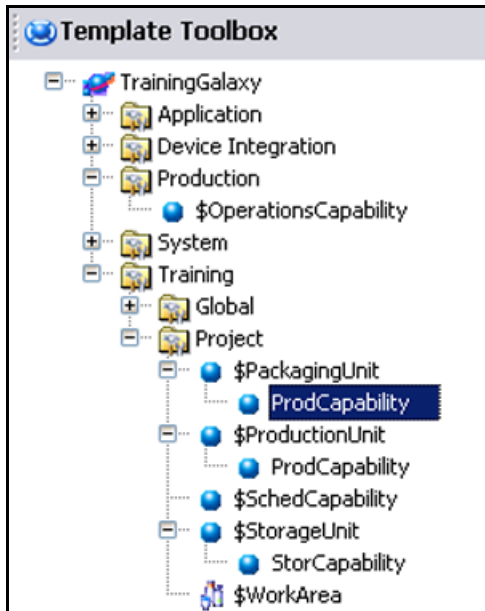 Template Toolbox
TrainingGalaxy
Application
Device Integration
Production
$OperationsCapability
System
Training
Global
Project
$PackagingUnit
ProdCapability
$ProductionUnit
ProdCapability
$SchedCapability
$StorageUnit
StorCapability
$WorkArea